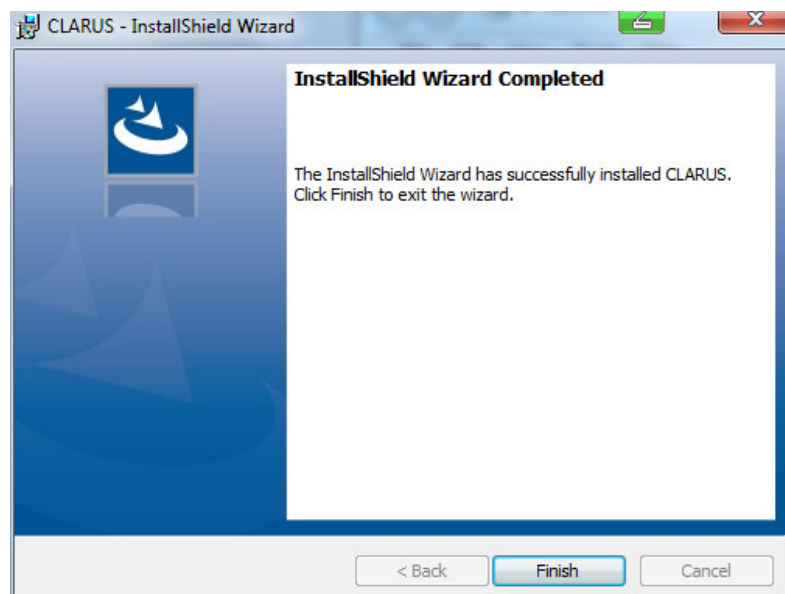 CLARUS - InstallShield Wizard
InstallShield Wizard Completed
The InstallShield Wizard has successfully installed CLARUS.
Click Finish to exit the wizard.
< Back
Finish
Cancel